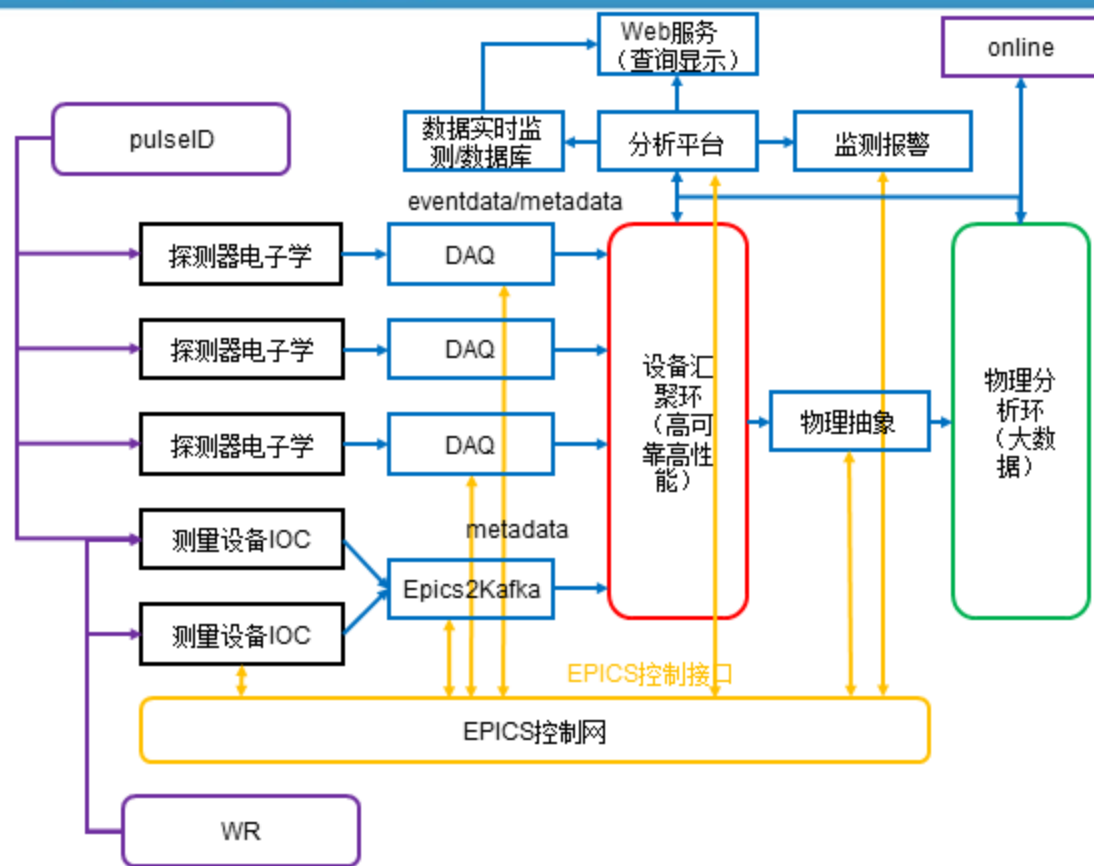 Web服务
（查询显示）
online
pulseID
数据实时监
测/数据库
分析平台
监测报警
eventdata/metadata
探测器电子学
DAQ
探测器电子学
DAQ
设备汇
聚环
（高可
靠高性
能）
物理抽象
物理分
析环
（大数
据）
探测器电子学
DAQ
metadata
测量设备IOC
Epics2Kafka
测量设备IOC
EPICS控制接口
EPICS控制网
WR